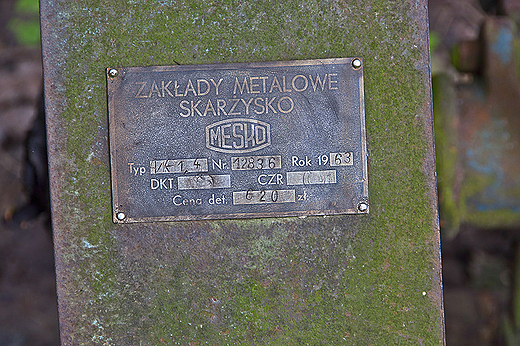 ZAKŁADY METALOWE
SKARŻYSKO
MESKO
Typ Nr. 12836 Rok 1963
DKT CZR
Cena det. 620 zł.